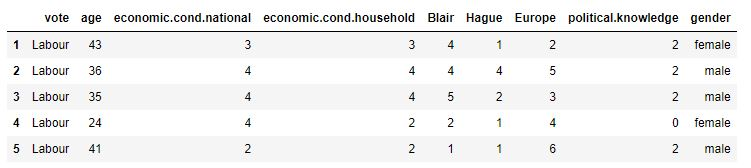 vote age economic.cond.national economic.cond.household Blair Hague Europe political.knowledge gender
1 Labour 43 3 3 4 1 2 2 female
2 Labour 36 4 4 4 4 5 2 male
3 Labour 35 4 4 5 2 3 2 male
4 Labour 24 4 2 2 1 4 0 female
5 Labour 41 2 2 1 1 6 2 male